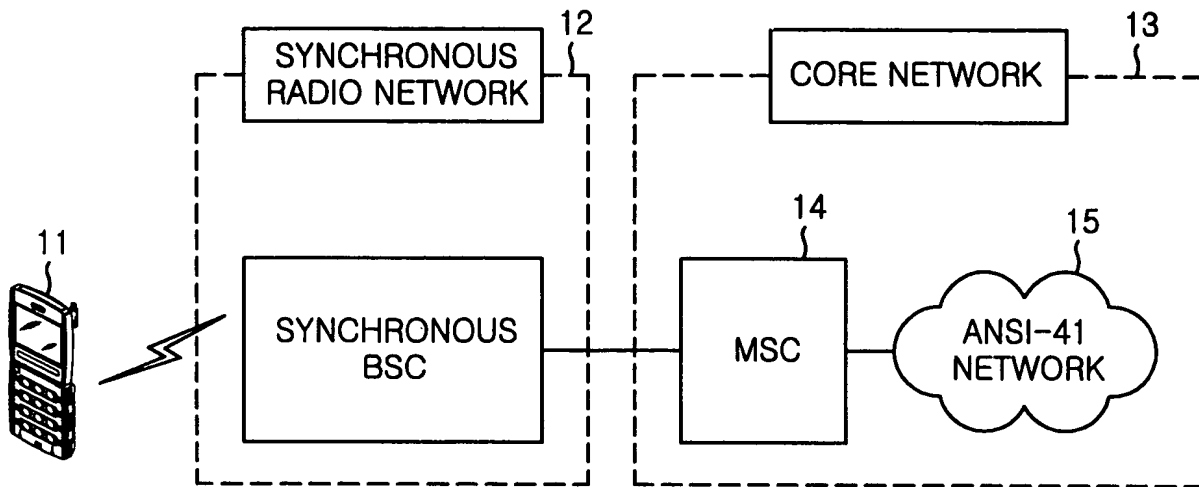 SYNCHRONOUS
RADIO NETWORK
12
CORE NETWORK
13
11
SYNCHRONOUS
BSC
14
MSC
15
ANSI-41
NETWORK